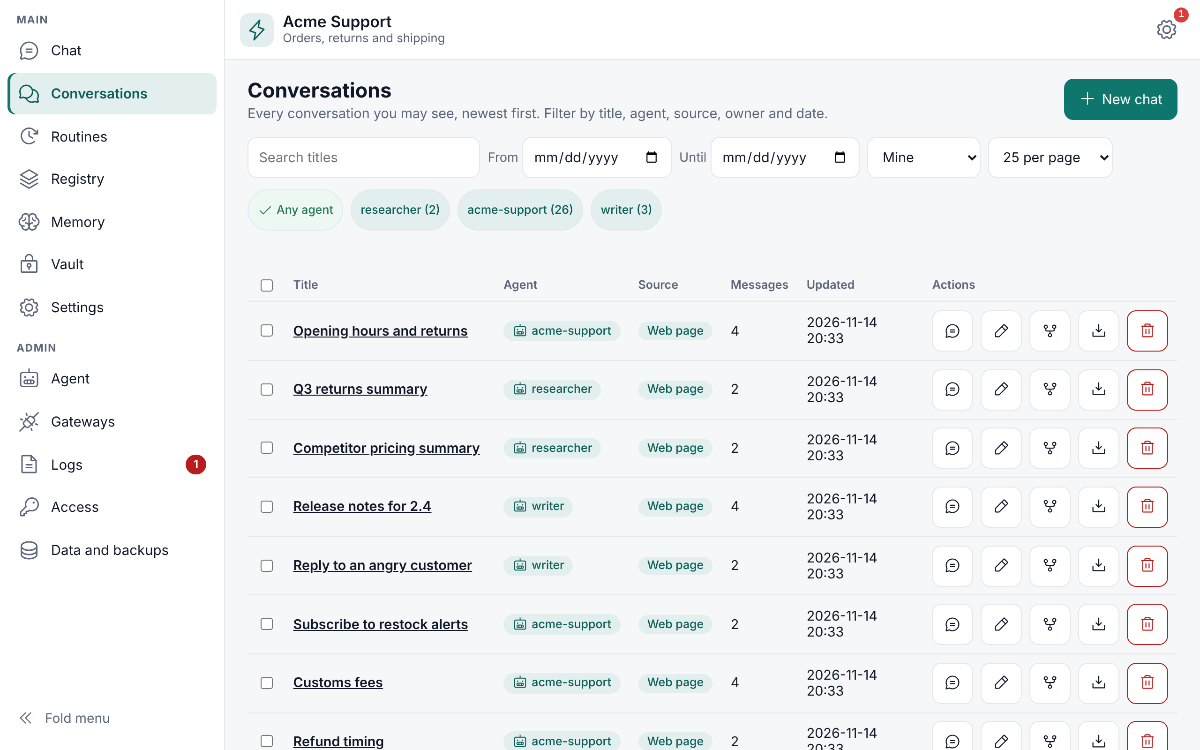 MAIN
Chat
Conversations
Routines
Registry
Memory
Vault
Settings
ADMIN
Agent
Gateways
Logs 1
Access
Data and backups
Fold menu
Acme Support
Orders, returns and shipping
1
Conversations
Every conversation you may see, newest first. Filter by title, agent, source, owner and date.
New chat
Search titles From mm/dd/yyyy Until mm/dd/yyyy Mine 25 per page
Any agent researcher (2) acme-support (26) writer (3)
Title Agent Source Messages Updated Actions
Opening hours and returns acme-support Web page 4 2026-11-14
20:33
Q3 returns summary researcher Web page 2 2026-11-14
20:33
Competitor pricing summary researcher Web page 2 2026-11-14
20:33
Release notes for 2.4 writer Web page 4 2026-11-14
20:33
Reply to an angry customer writer Web page 2 2026-11-14
20:33
Subscribe to restock alerts acme-support Web page 2 2026-11-14
20:33
Customs fees acme-support Web page 4 2026-11-14
20:33
Refund timing acme-support Web page 2 2026-11-14
20:33